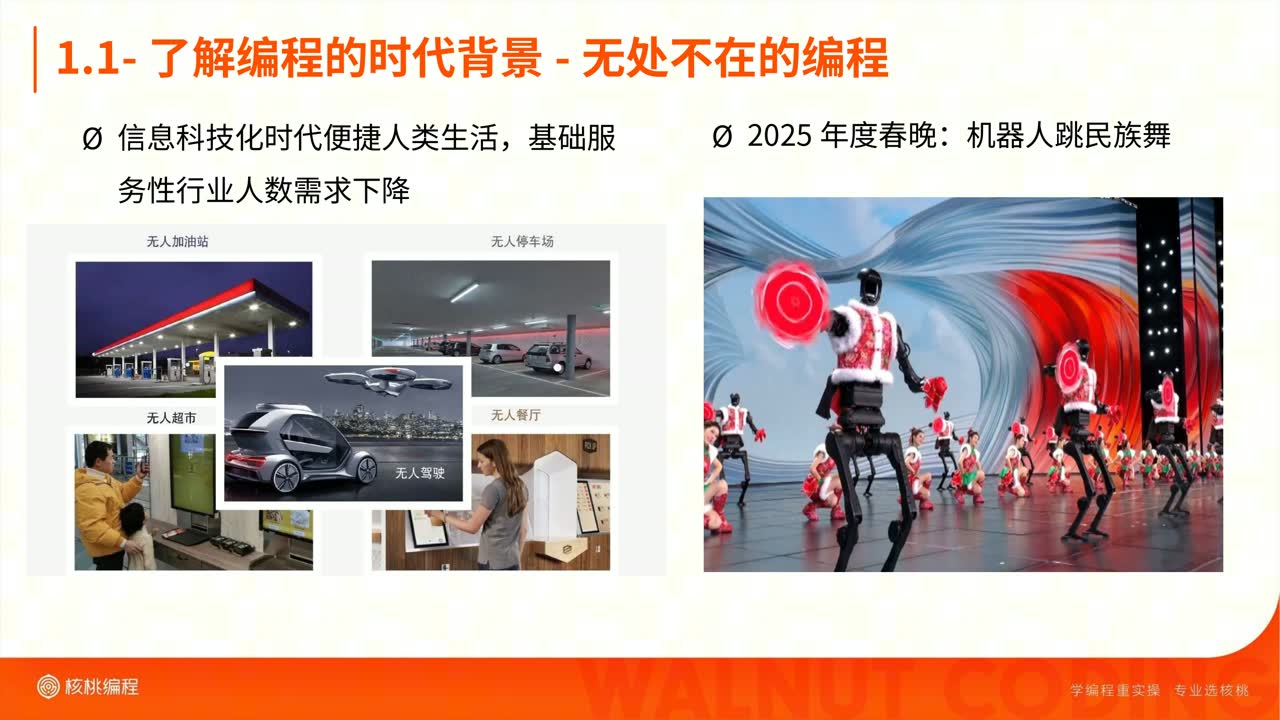 1.1- 了解编程的时代背景 - 无处不在的编程
Ø 信息科技化时代便捷人类生活，基础服
务性行业人数需求下降
Ø 2025 年度春晚：机器人跳民族舞
无人加油站
无人停车场
无人超市
无人餐厅
无人驾驶
PICK UP
核桃编程
WALNUT CODING
学编程重实操 专业选核桃